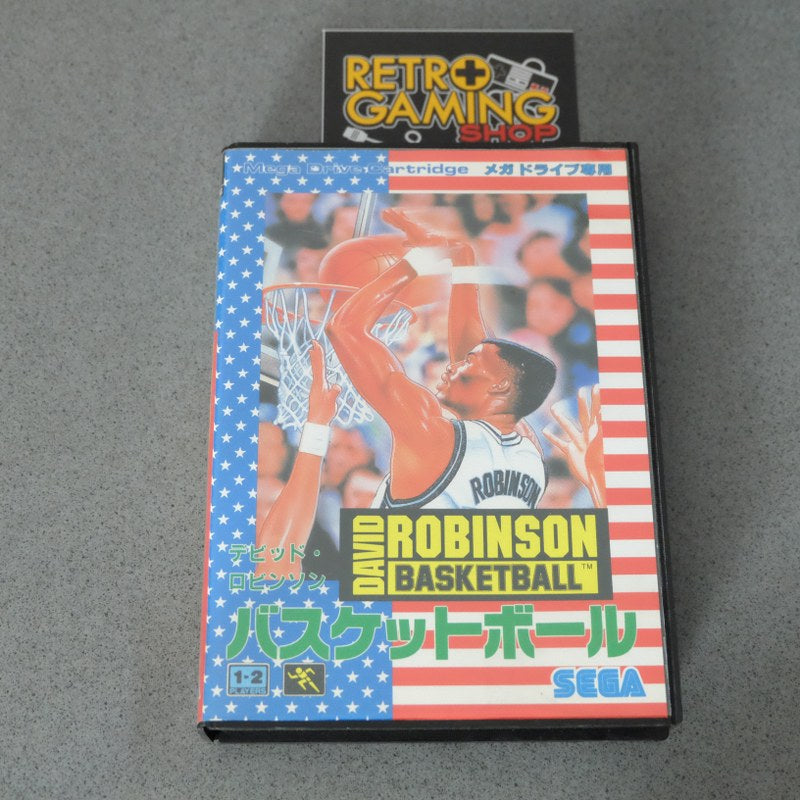 RETRO
GAMING
SHOP
Mega Drive Cartridge メガドライブ専用
ROBINSON
DAVID
ROBINSON
BASKETBALL™
デビッド・
ロビンソン
バスケットボール
1-2
PLAYERS
SEGA